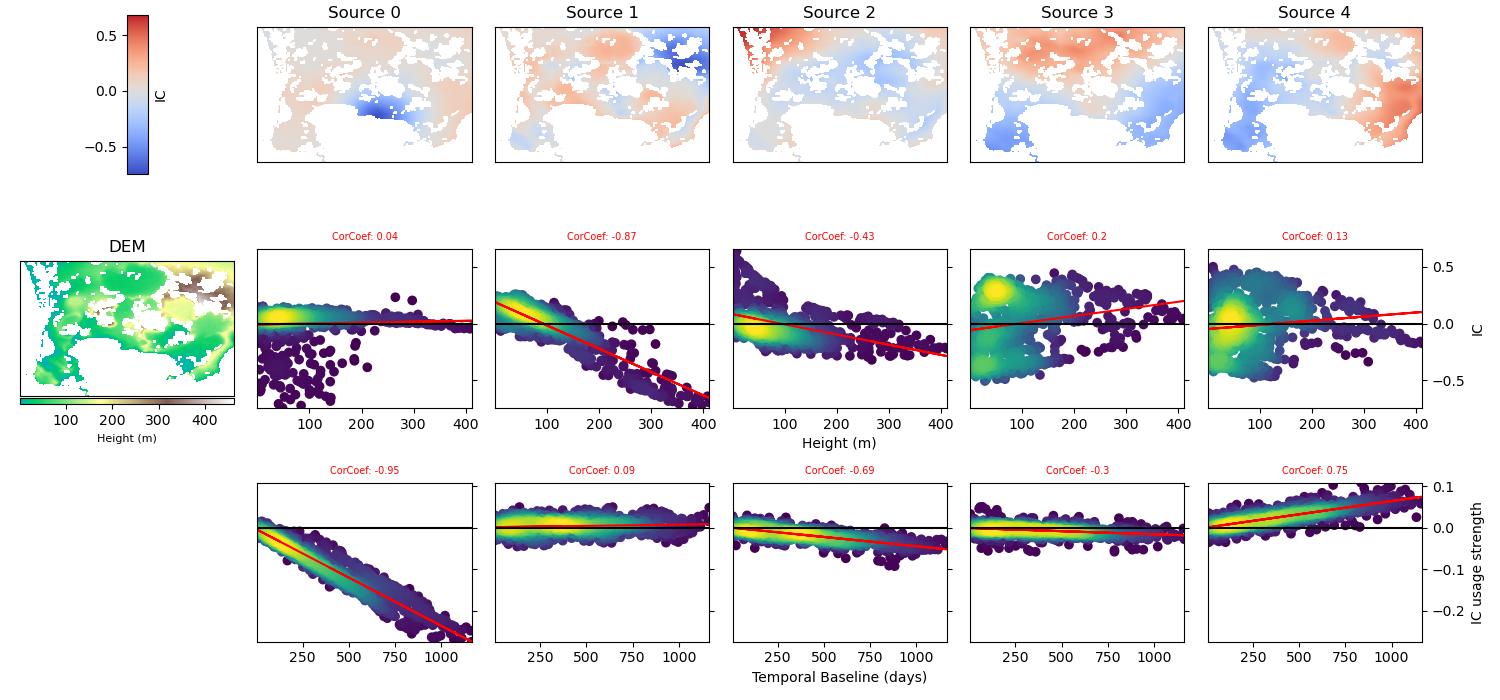 Source 0 Source 1 Source 2 Source 3 Source 4
0.5
0.0
−0.5
IC
DEM
100 200 300 400
Height (m)
CorCoef: 0.04 CorCoef: -0.87 CorCoef: -0.43 CorCoef: 0.2 CorCoef: 0.13
0.5
0.0
−0.5
IC
100 200 300 400 100 200 300 400 100 200 300 400 100 200 300 400 100 200 300 400
Height (m)
CorCoef: -0.95 CorCoef: 0.09 CorCoef: -0.69 CorCoef: -0.3 CorCoef: 0.75
0.1
0.0
−0.1
−0.2
IC usage strength
250 500 750 1000 250 500 750 1000 250 500 750 1000 250 500 750 1000 250 500 750 1000
Temporal Baseline (days)